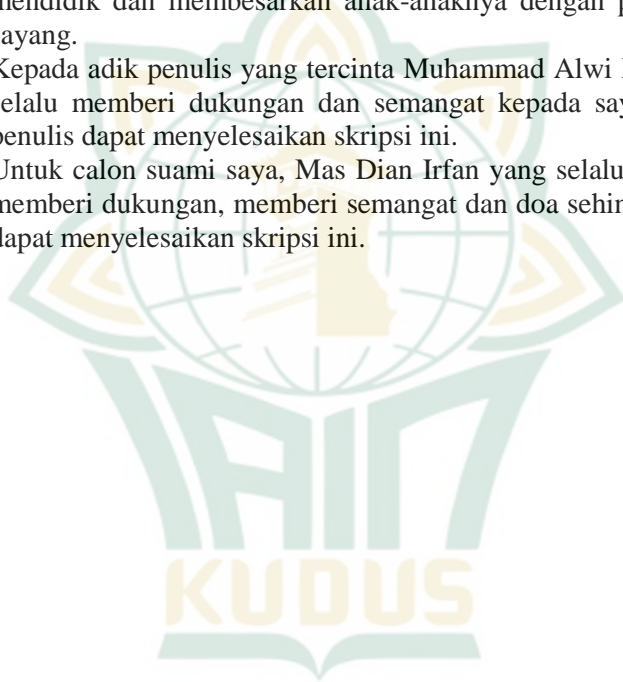 mendidik dan membesarkan anak-anaknya dengan
sayang.
Kepada adik penulis yang tercinta Muhammad Alwi
selalu memberi dukungan dan semangat kepada
penulis dapat menyelesaikan skripsi ini.
Untuk calon suami saya, Mas Dian Irfan yang selalu
memberi dukungan, memberi semangat dan doa
dapat menyelesaikan skripsi ini.
IAIN
KUDUS